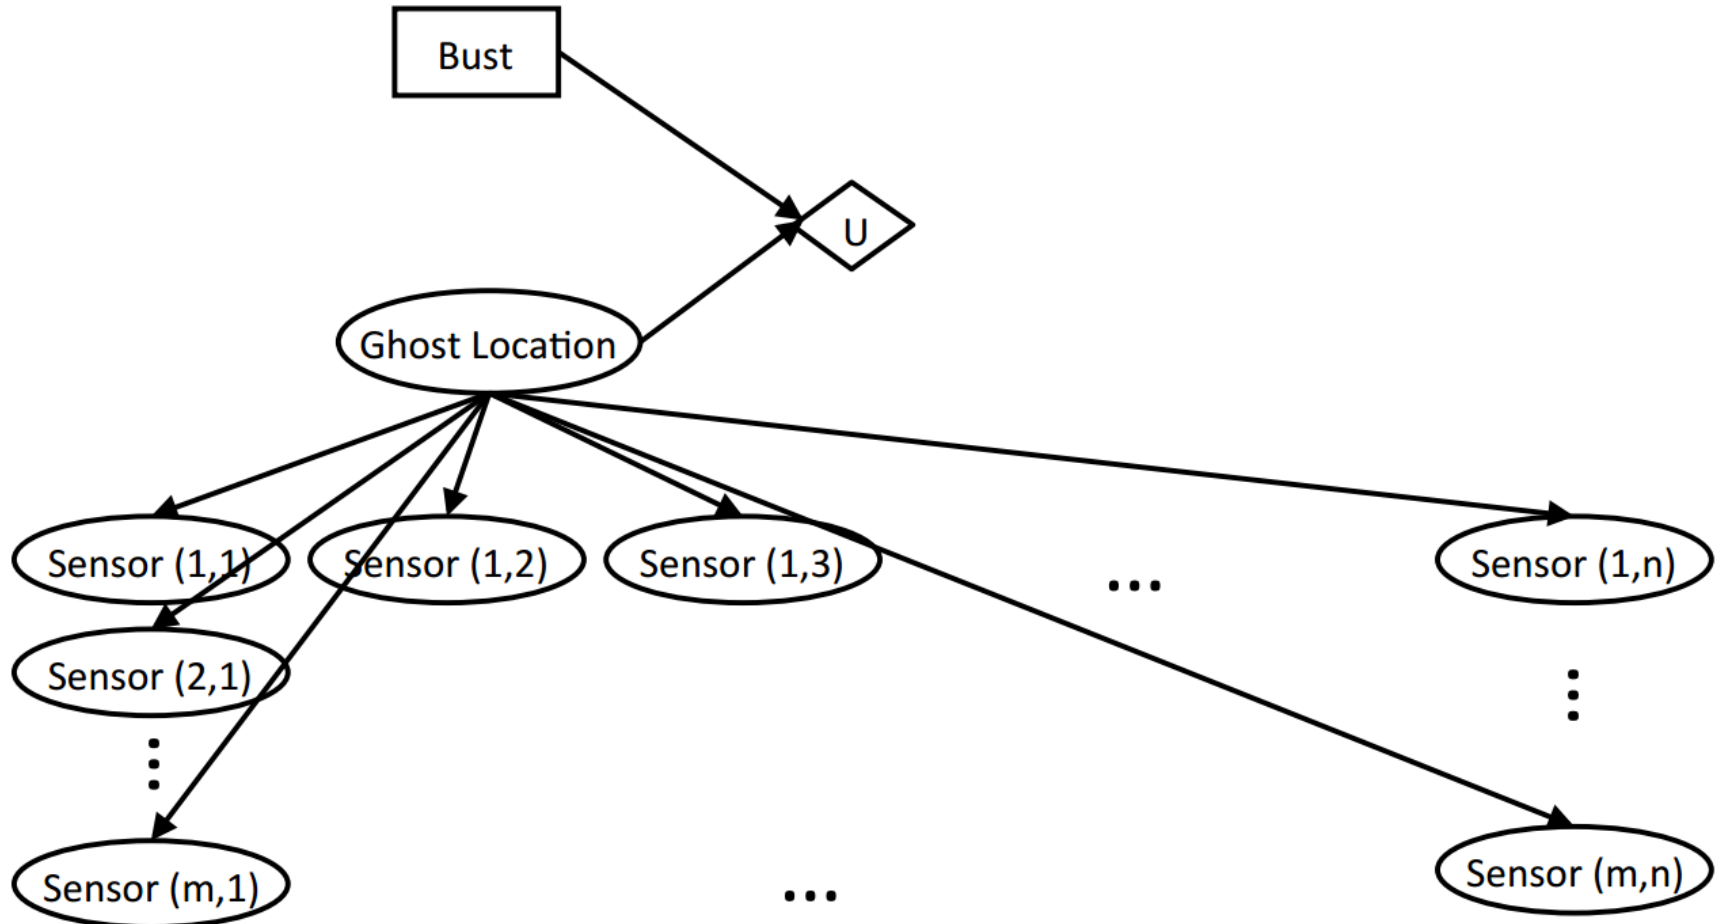 Bust
U
Ghost Location
Sensor (1,1)
Sensor (1,2)
Sensor (1,3)
...
Sensor (1,n)
Sensor (2,1)
Sensor (m,1)
...
Sensor (m,n)